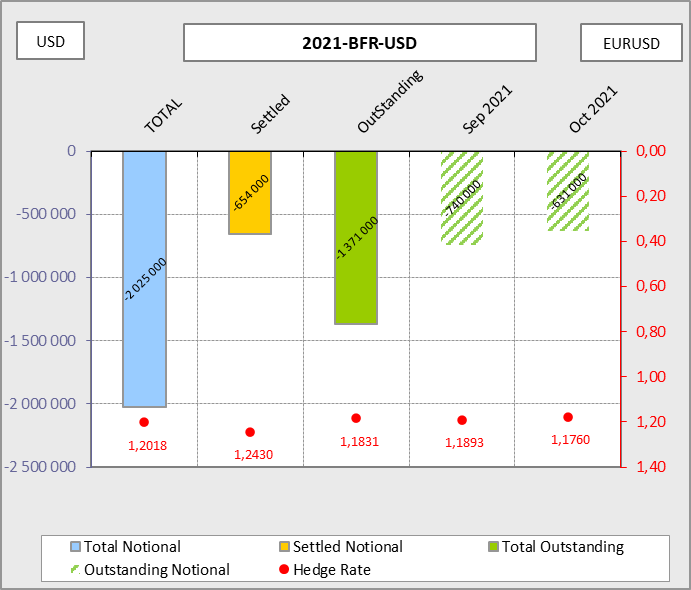 USD
2021-BFR-USD
EURUSD
TOTAL
Settled
OutStanding
Sep 2021
Oct 2021
0
-500 000
-1 000 000
-1 500 000
-2 000 000
-2 500 000
0,00
0,20
0,40
0,60
0,80
1,00
1,20
1,40
-2 025 000
-654 000
-1 371 000
-740 000
-631 000
1,2018
1,2430
1,1831
1,1893
1,1760
Total Notional
Settled Notional
Total Outstanding
Outstanding Notional
Hedge Rate